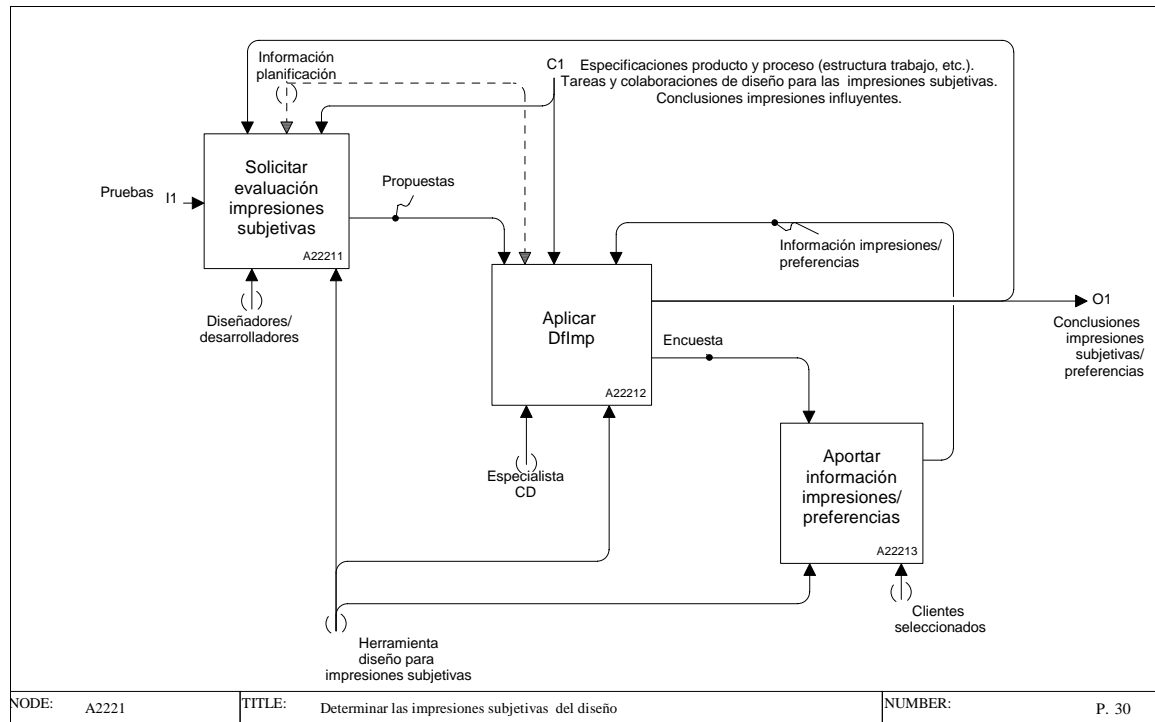 Información
planificación
C1
Especificaciones producto y proceso (estructura trabajo, etc.).
Tareas y colaboraciones de diseño para las impresiones subjetivas.
Conclusiones impresiones influyentes.
Pruebas
I1
Solicitar
evaluación
impresiones
subjetivas
A22211
Propuestas
Diseñadores/
desarrolladores
Información impresiones/
preferencias
Aplicar
DfImp
A22212
O1
Conclusiones
impresiones
subjetivas/
preferencias
Encuesta
Especialista
CD
Aportar
información
impresiones/
preferencias
A22213
Clientes
seleccionados
Herramienta
diseño para
impresiones subjetivas
NODE:
A2221
TITLE:
Determinar las impresiones subjetivas del diseño
NUMBER:
P. 30